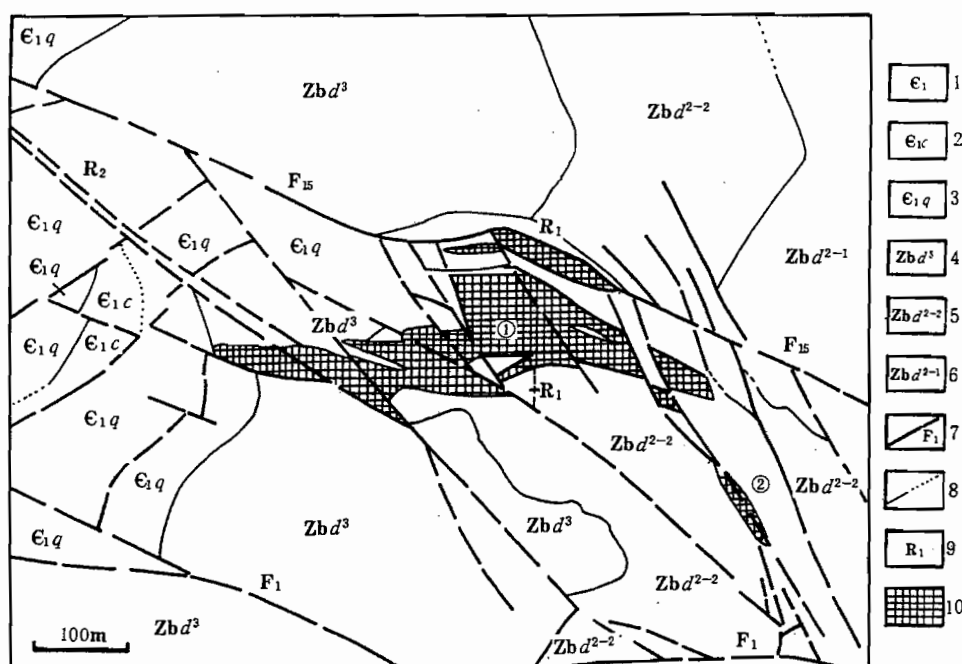 Є₁q
Zbd³
Zbd²⁻²
R₂
F₁₅
Є₁q
Є₁q
Є₁q
R₁
Zbd²⁻¹
Є₁q
Є₁c
Zbd³
①
Є₁q
Є₁c
F₁₅
R₁
Є₁q
Zbd²⁻²
②
Zbd²⁻²
Є₁q
Zbd³
Zbd³
Є₁q
F₁
Zbd²⁻²
100m
Zbd³
Zbd²⁻²
F₁
Є₁ 1
Є₁c 2
Є₁q 3
Zbd³ 4
Zbd²⁻² 5
Zbd²⁻¹ 6
F₁ 7
8
R₁ 9
10